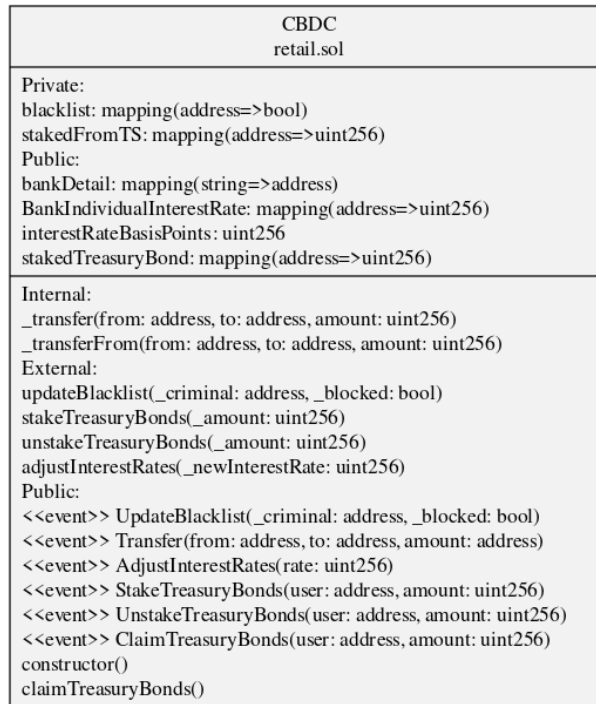 CBDC
retail.sol
Private:
blacklist: mapping(address=>bool)
stakedFromTS: mapping(address=>uint256)
Public:
bankDetail: mapping(string=>address)
BankIndividualInterestRate: mapping(address=>uint256)
interestRateBasisPoints: uint256
stakedTreasuryBond: mapping(address=>uint256)
Internal:
_transfer(from: address, to: address, amount: uint256)
_transferFrom(from: address, to: address, amount: uint256)
External:
updateBlacklist(_criminal: address, _blocked: bool)
stakeTreasuryBonds(_amount: uint256)
unstakeTreasuryBonds(_amount: uint256)
adjustInterestRates(_newInterestRate: uint256)
Public:
<<event>> UpdateBlacklist(_criminal: address, _blocked: bool)
<<event>> Transfer(from: address, to: address, amount: address)
<<event>> AdjustInterestRates(rate: uint256)
<<event>> StakeTreasuryBonds(user: address, amount: uint256)
<<event>> UnstakeTreasuryBonds(user: address, amount: uint256)
<<event>> ClaimTreasuryBonds(user: address, amount: uint256)
constructor()
claimTreasuryBonds()